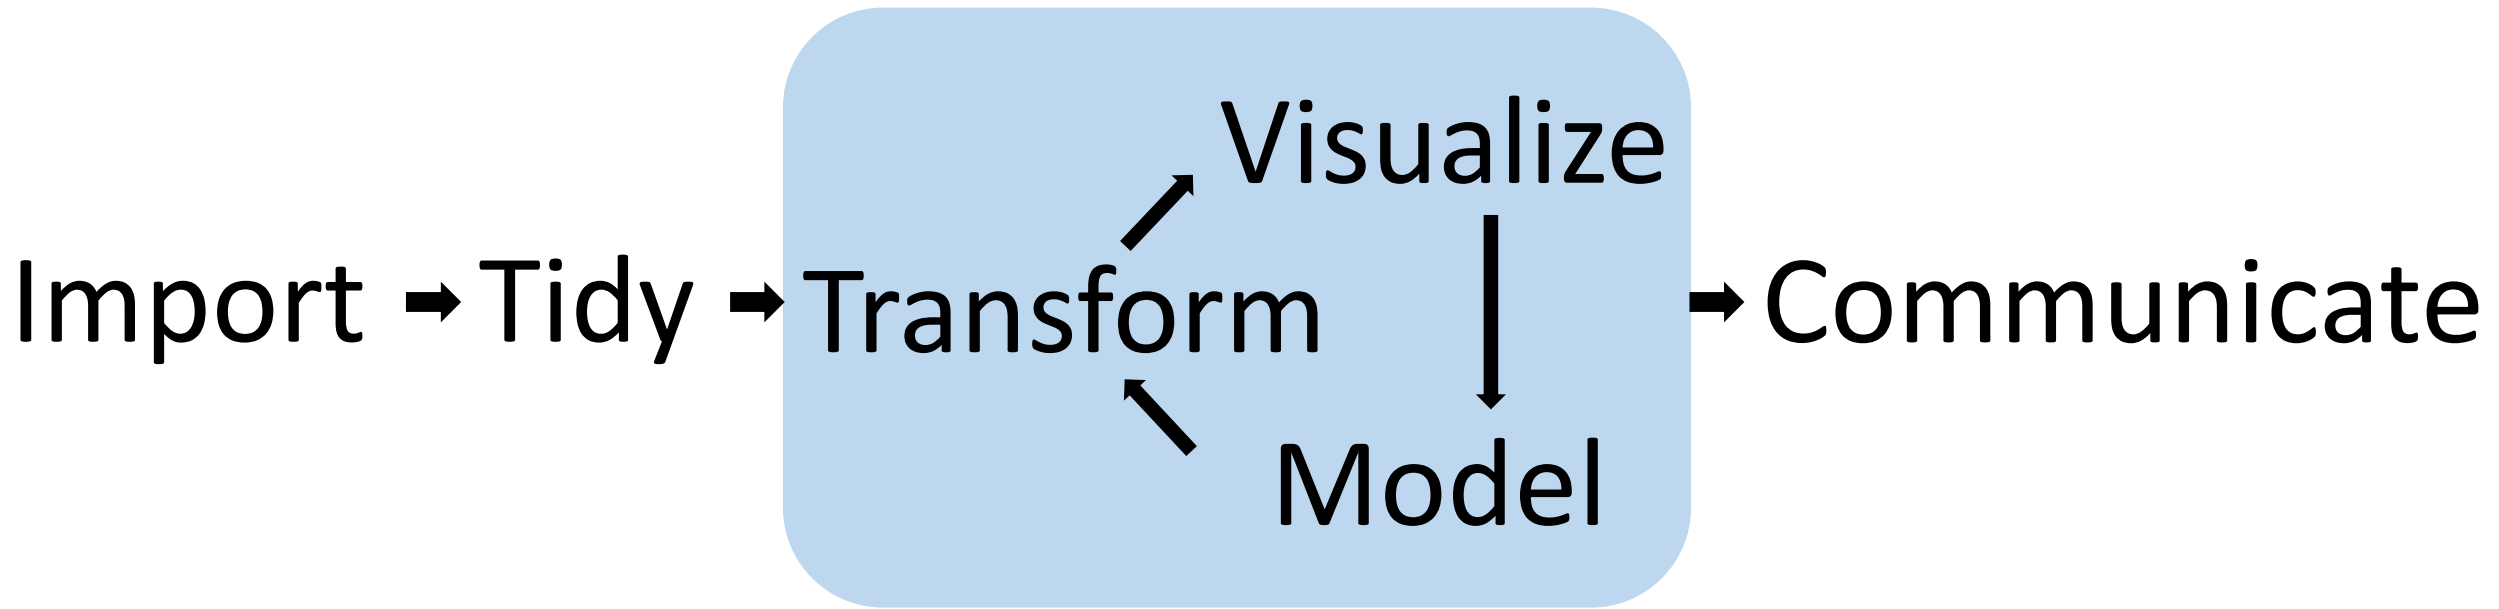 Import
Tidy
Transform
Visualize
Model
Communicate